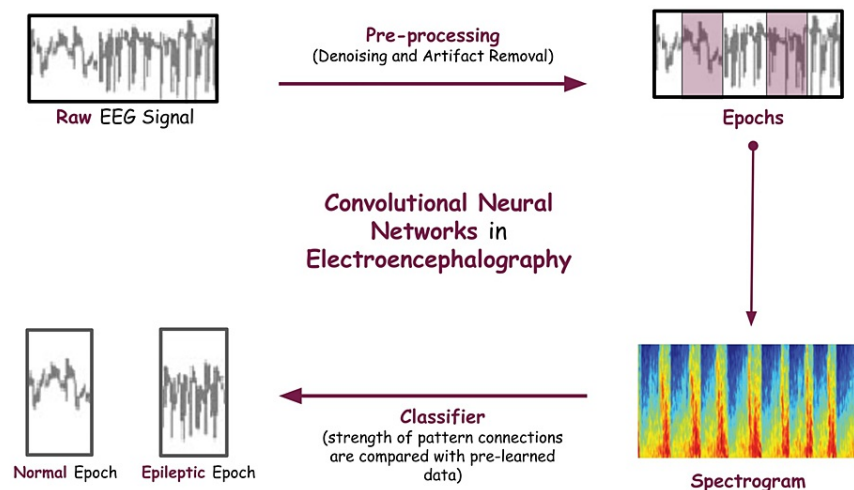 Pre-processing
(Denoising and Artifact Removal)
Raw EEG Signal
Epochs
Convolutional Neural
Networks in
Electroencephalography
Classifier
(strength of pattern connections
are compared with pre-learned
data)
Normal Epoch
Epileptic Epoch
Spectrogram